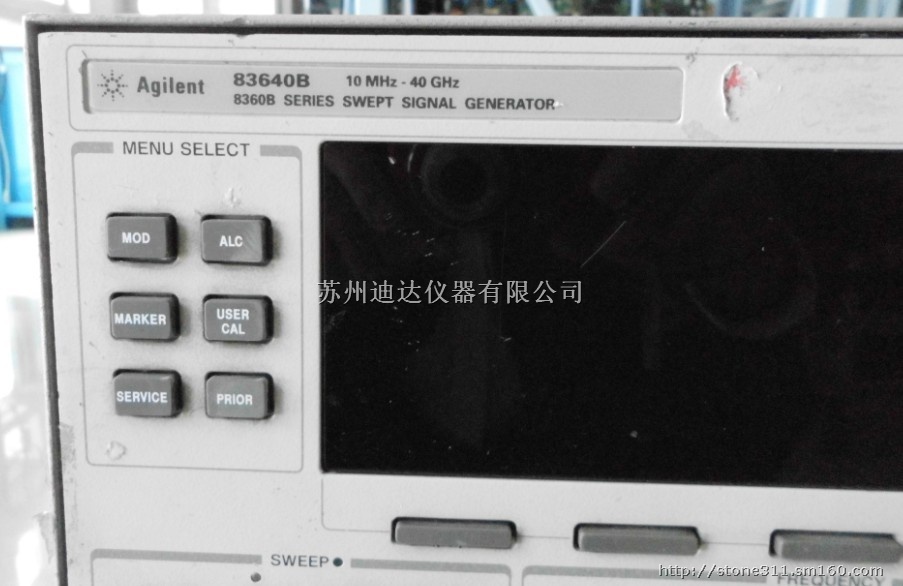 Agilent 83640B 10 MHz - 40 GHz
8360B SERIES SWEPT SIGNAL GENERATOR
MENU SELECT
MOD ALC
MARKER USER CAL
SERVICE PRIOR
苏州迪达仪器有限公司
SWEEP
FREQUENCY
http://stone311.sm160.com